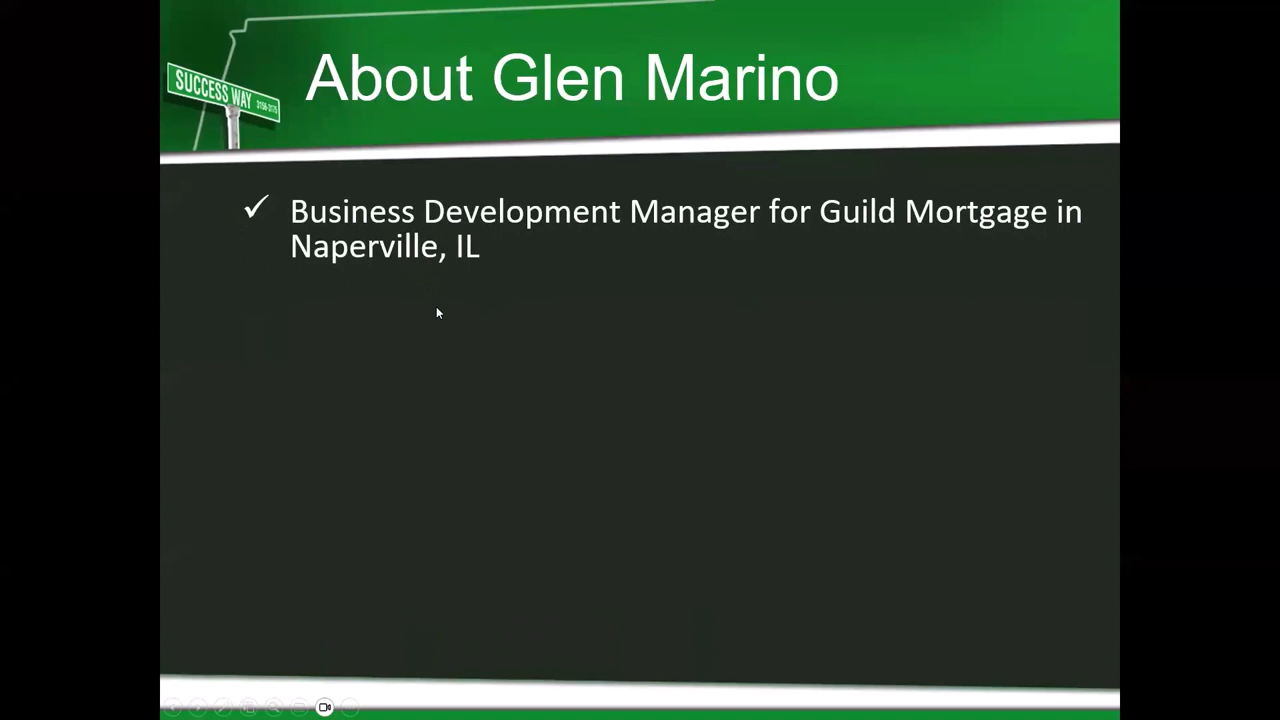 About Glen Marino
SUCCESS WAY
✓ Business Development Manager for Guild Mortgage in
Naperville, IL